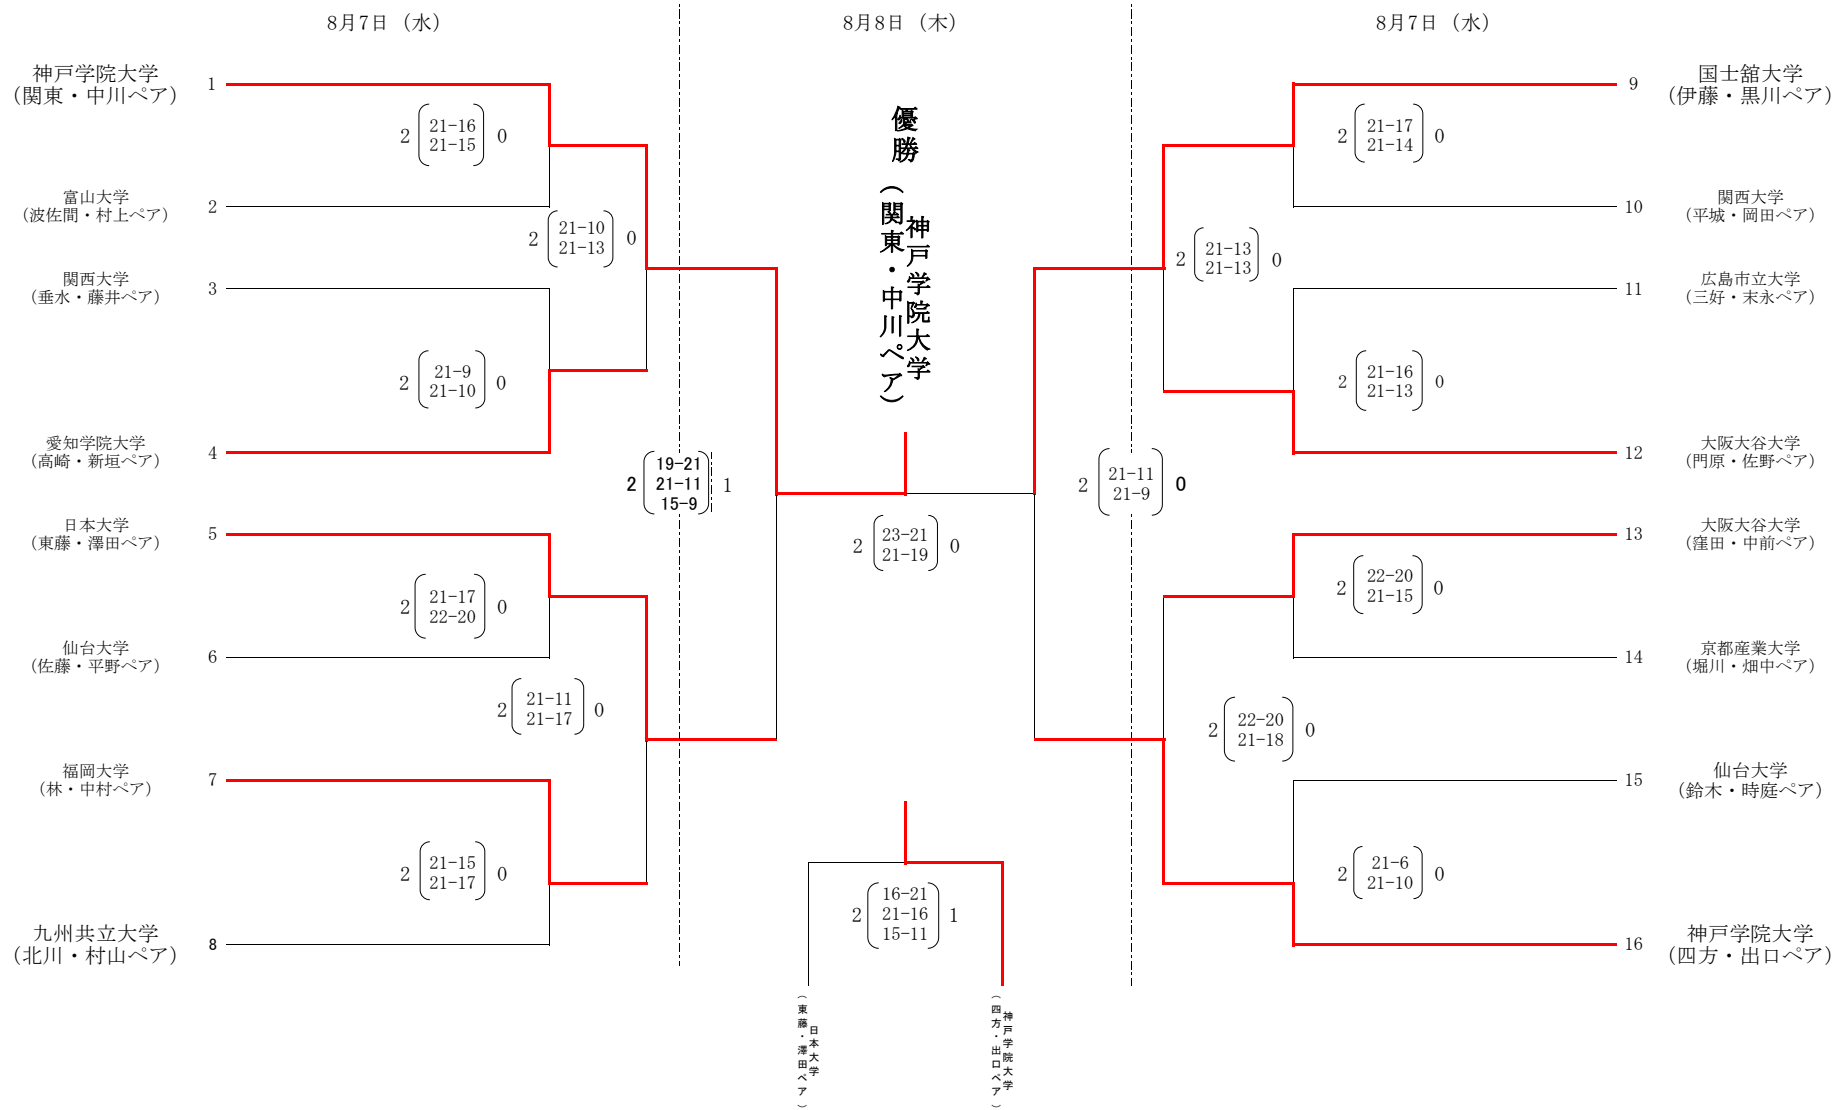 8月7日（水）
8月8日（木）
8月7日（水）
神戸学院大学
（関東・中川ペア）
1
2
21-16
21-15
0
富山大学
（波佐間・村上ペア）
2
2
21-10
21-13
0
関西大学
（垂水・藤井ペア）
3
2
21-9
21-10
0
愛知学院大学
（高崎・新垣ペア）
4
2
19-21
21-11
15-9
1
日本大学
（東藤・澤田ペア）
5
2
21-17
22-20
0
仙台大学
（佐藤・平野ペア）
6
2
21-11
21-17
0
福岡大学
（林・中村ペア）
7
2
21-15
21-17
0
九州共立大学
（北川・村山ペア）
8
優勝
神戸学院大学
（関東・中川ペア）
2
23-21
21-19
0
2
16-21
21-16
15-11
1
日本大学
（東藤・澤田ペア）
神戸学院大学
（四方・出口ペア）
9
国士舘大学
（伊藤・黒川ペア）
2
21-17
21-14
0
10
関西大学
（平城・岡田ペア）
2
21-13
21-13
0
11
広島市立大学
（三好・末永ペア）
2
21-16
21-13
0
12
大阪大谷大学
（門原・佐野ペア）
2
21-11
21-9
0
13
大阪大谷大学
（窪田・中前ペア）
2
22-20
21-15
0
14
京都産業大学
（堀川・畑中ペア）
2
22-20
21-18
0
15
仙台大学
（鈴木・時庭ペア）
2
21-6
21-10
0
16
神戸学院大学
（四方・出口ペア）